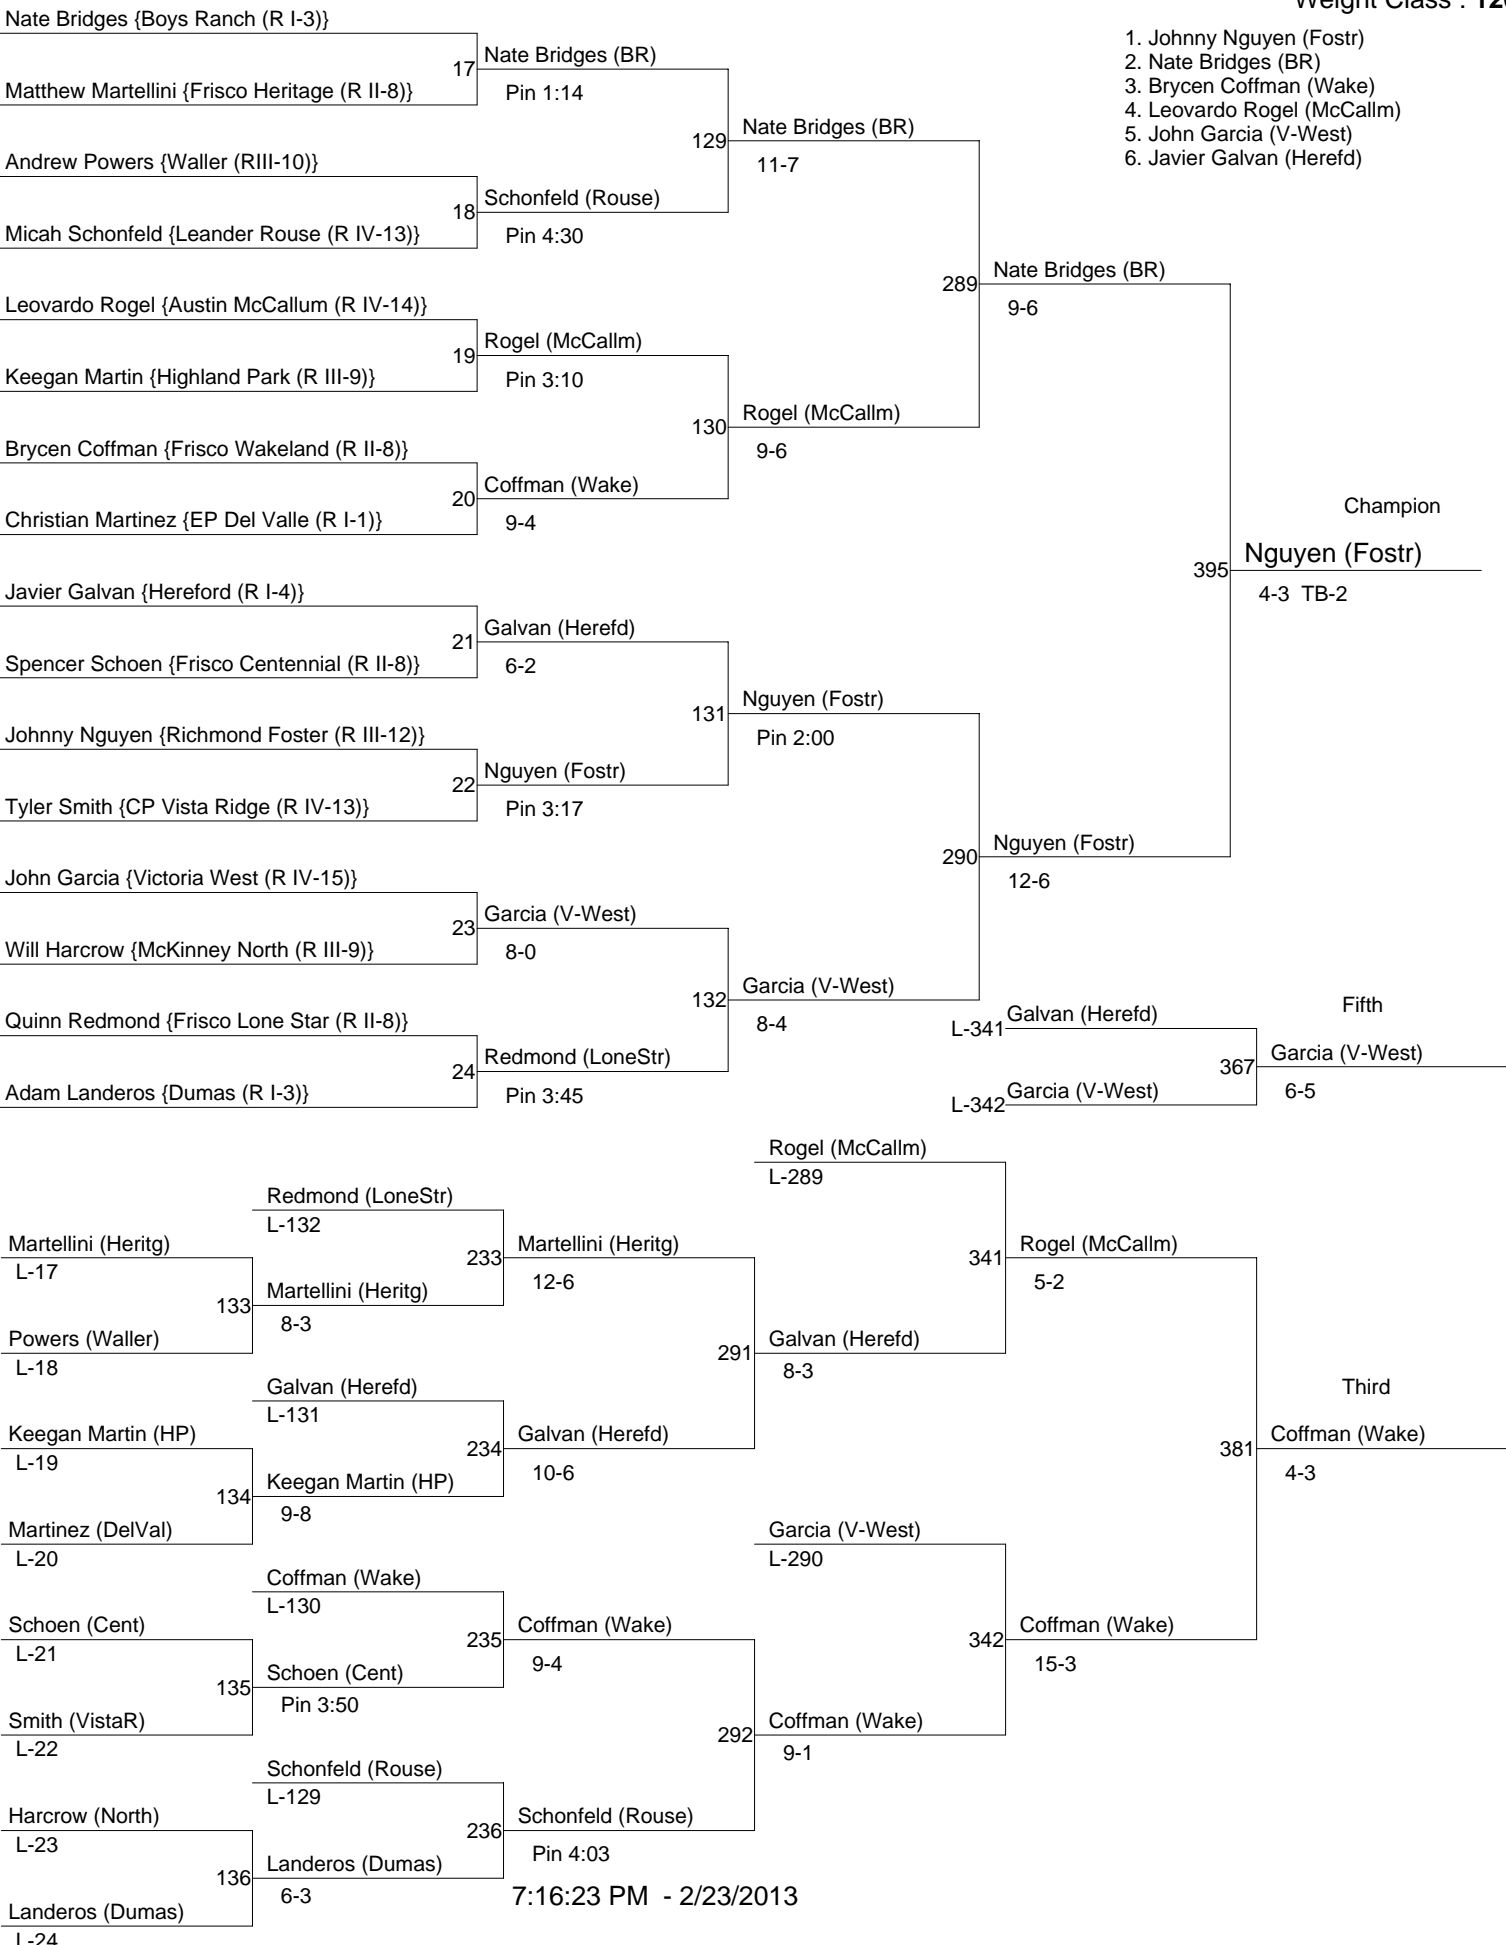 Weight Class :
Nate Bridges {Boys Ranch (R I-3)}
17
Nate Bridges (BR)
Pin 1:14
Matthew Martellini {Frisco Heritage (R II-8)}
1. Johnny Nguyen (Fostr)
2. Nate Bridges (BR)
3. Brycen Coffman (Wake)
4. Leovardo Rogel (McCallm)
5. John Garcia (V-West)
6. Javier Galvan (Herefd)
129
Nate Bridges (BR)
11-7
Andrew Powers {Waller (RIII-10)}
18
Schonfeld (Rouse)
Pin 4:30
Micah Schonfeld {Leander Rouse (R IV-13)}
289
Nate Bridges (BR)
9-6
Leovardo Rogel {Austin McCallum (R IV-14)}
19
Rogel (McCallm)
Pin 3:10
Keegan Martin {Highland Park (R III-9)}
130
Rogel (McCallm)
9-6
Brycen Coffman {Frisco Wakeland (R II-8)}
20
Coffman (Wake)
9-4
Christian Martinez {EP Del Valle (R I-1)}
Champion
395
Nguyen (Fostr)
4-3 TB-2
Javier Galvan {Hereford (R I-4)}
21
Galvan (Herefd)
6-2
Spencer Schoen {Frisco Centennial (R II-8)}
131
Nguyen (Fostr)
Pin 2:00
Johnny Nguyen {Richmond Foster (R III-12)}
22
Nguyen (Fostr)
Pin 3:17
Tyler Smith {CP Vista Ridge (R IV-13)}
290
Nguyen (Fostr)
12-6
John Garcia {Victoria West (R IV-15)}
23
Garcia (V-West)
8-0
Will Harcrow {McKinney North (R III-9)}
132
Garcia (V-West)
8-4
Quinn Redmond {Frisco Lone Star (R II-8)}
24
Redmond (LoneStr)
Pin 3:45
Adam Landeros {Dumas (R I-3)}
Fifth
L-341
Galvan (Herefd)
367
Garcia (V-West)
6-5
L-342
Garcia (V-West)
Rogel (McCallm)
L-289
Redmond (LoneStr)
L-132
Martellini (Heritg)
L-17
233
Martellini (Heritg)
12-6
341
Rogel (McCallm)
5-2
133
Martellini (Heritg)
8-3
Powers (Waller)
L-18
291
Galvan (Herefd)
8-3
Galvan (Herefd)
L-131
Third
Keegan Martin (HP)
L-19
234
Galvan (Herefd)
10-6
381
Coffman (Wake)
4-3
134
Keegan Martin (HP)
9-8
Martinez (DelVal)
L-20
Garcia (V-West)
L-290
Coffman (Wake)
L-130
Schoen (Cent)
L-21
235
Coffman (Wake)
9-4
342
Coffman (Wake)
15-3
135
Schoen (Cent)
Pin 3:50
Smith (VistaR)
L-22
292
Coffman (Wake)
9-1
Schonfeld (Rouse)
L-129
Harcrow (North)
L-23
236
Schonfeld (Rouse)
Pin 4:03
136
Landeros (Dumas)
6-3
7:16:23 PM - 2/23/2013
Landeros (Dumas)
L-24